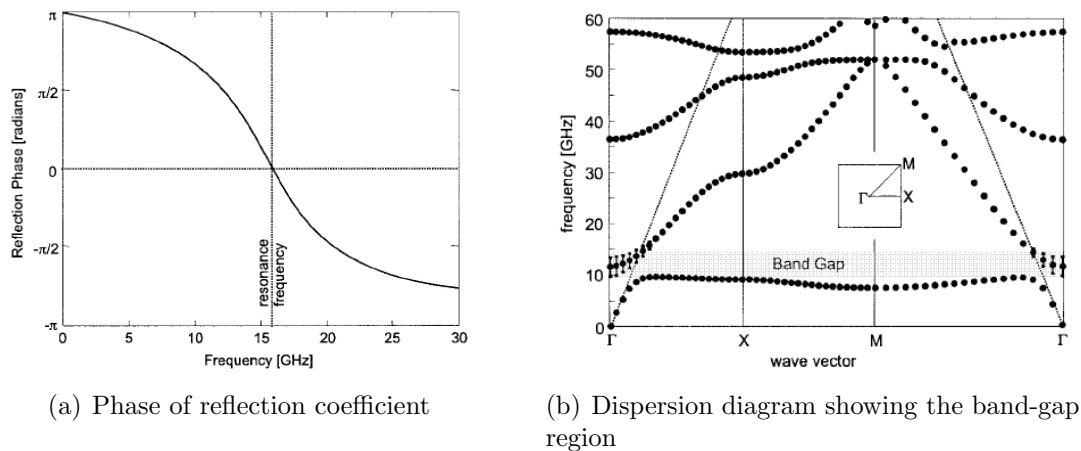 π
π/2
0
-π/2
-π
Reflection Phase [radians]
resonance
frequency
0 5 10 15 20 25 30
Frequency [GHz]
(a) Phase of reflection coefficient
60
50
40
30
20
10
0
frequency [GHz]
M
Γ X
Band Gap
Γ X M Γ
wave vector
(b) Dispersion diagram showing the band-gap
region